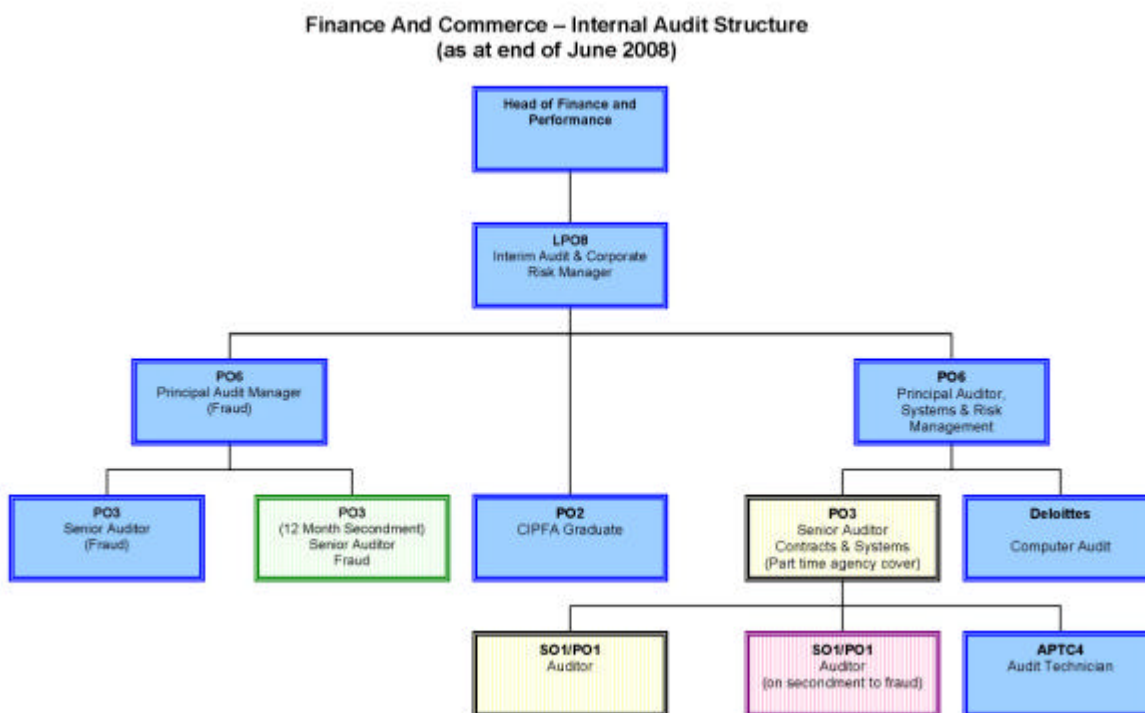 Finance And Commerce – Internal Audit Structure
(as at end of June 2008)
Head of Finance and
Performance
LPO8
Interim Audit & Corporate
Risk Manager
PO6
Principal Audit Manager
(Fraud)
PO6
Principal Auditor,
Systems & Risk
Management
PO3
Senior Auditor
(Fraud)
PO3
(12 Month Secondment)
Senior Auditor
Fraud
PO2
CIPFA Graduate
PO3
Senior Auditor
Contracts & Systems
(Part time agency cover)
Deloittes
Computer Audit
SO1/PO1
Auditor
SO1/PO1
Auditor
(on secondment to fraud)
APTC4
Audit Technician